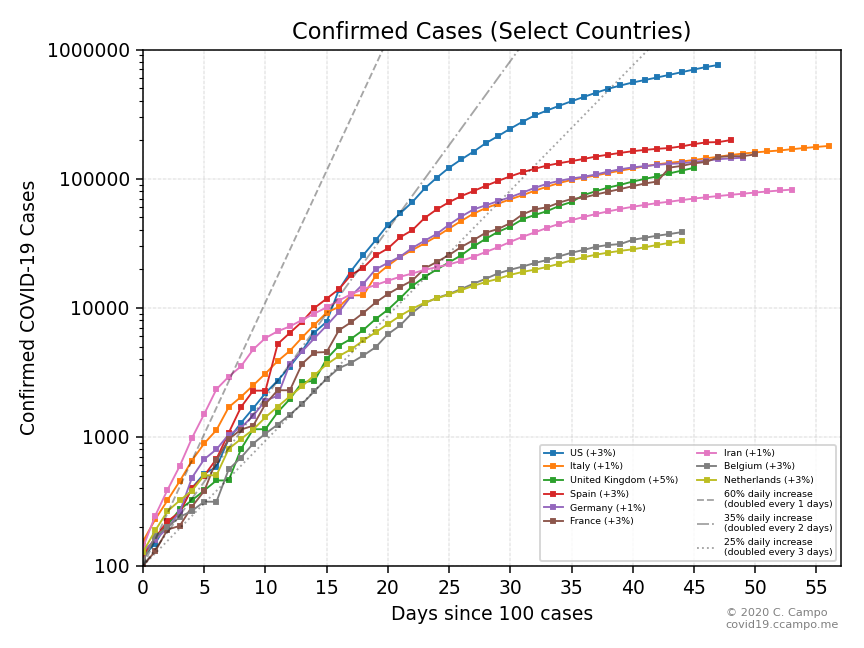 Confirmed Cases (Select Countries)
1000000
100000
10000
1000
100
Confirmed COVID-19 Cases
0 5 10 15 20 25 30 35 40 45 50 55
Days since 100 cases
US (+3%)
Italy (+1%)
United Kingdom (+5%)
Spain (+3%)
Germany (+1%)
France (+3%)
Iran (+1%)
Belgium (+3%)
Netherlands (+3%)
60% daily increase
(doubled every 1 days)
35% daily increase
(doubled every 2 days)
25% daily increase
(doubled every 3 days)
© 2020 C. Campo
covid19.ccampo.me